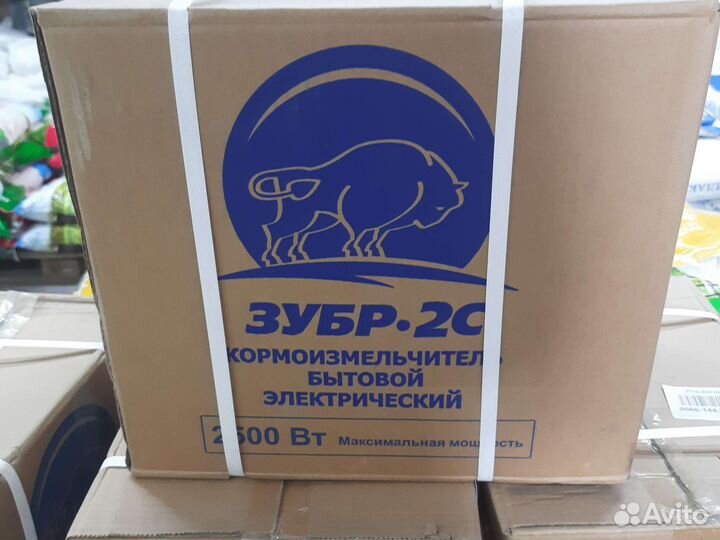 ЗУБР·2С
КОРМОИЗМЕЛЬЧИТЕЛЬ
БЫТОВОЙ
ЭЛЕКТРИЧЕСКИЙ
2500 Вт Максимальная мощность
Avito